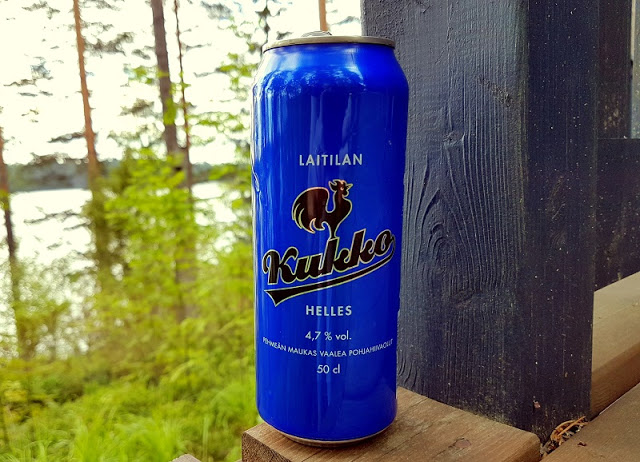 LAITILAN
Kukko
HELLES
4,7 % vol.
PEHMEÄN MAUKAS VAALEA POHJAHIIVAOLUT
50 cl